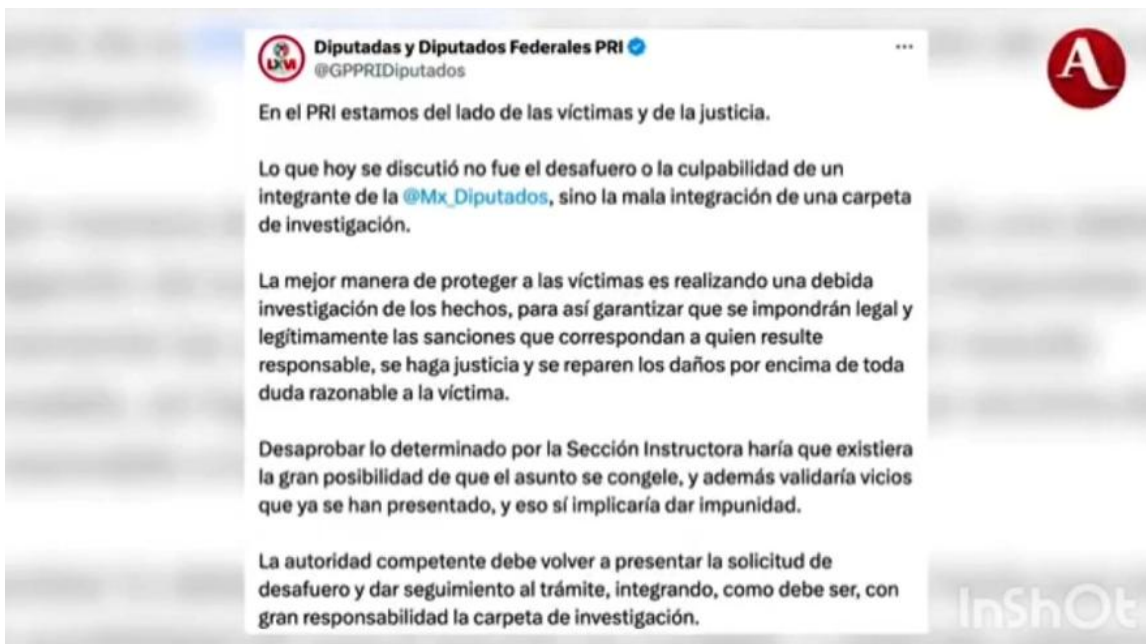 Diputadas y Diputados Federales PRI
@GPPRIDiputados
En el PRI estamos del lado de las víctimas y de la justicia.
Lo que hoy se discutió no fue el desafuero o la culpabilidad de un
integrante de la @Mx_Diputados, sino la mala integración de una carpeta
de investigación.
La mejor manera de proteger a las víctimas es realizando una debida
investigación de los hechos, para así garantizar que se impondrán legal y
legítimamente las sanciones que correspondan a quien resulte
responsable, se haga justicia y se reparen los daños por encima de toda
duda razonable a la víctima.
Desaprobar lo determinado por la Sección Instructora haría que existiera
la gran posibilidad de que el asunto se congele, y además validaría vicios
que ya se han presentado, y eso sí implicaría dar impunidad.
La autoridad competente debe volver a presentar la solicitud de
desafuero y dar seguimiento al trámite, integrando, como debe ser, con
gran responsabilidad la carpeta de investigación.
LXVI
A
InShOt